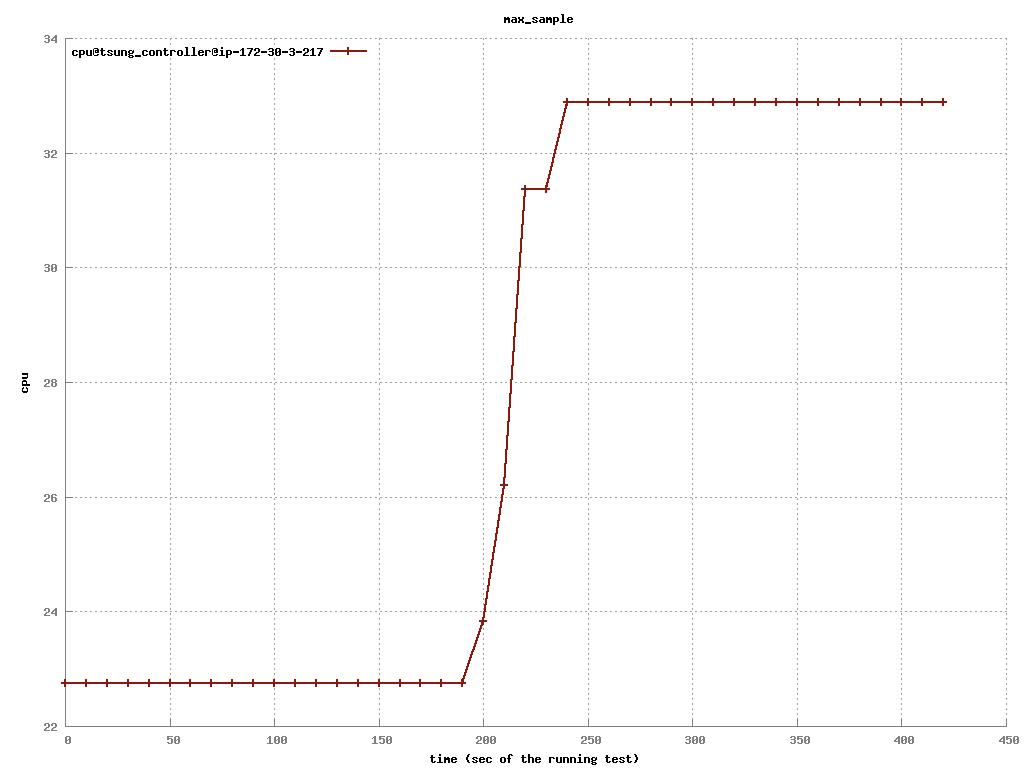 max_sample
cpu@tsung_controller@ip-172-30-3-217
34
32
30
28
26
24
22
cpu
0 50 100 150 200 250 300 350 400 450
time (sec of the running test)